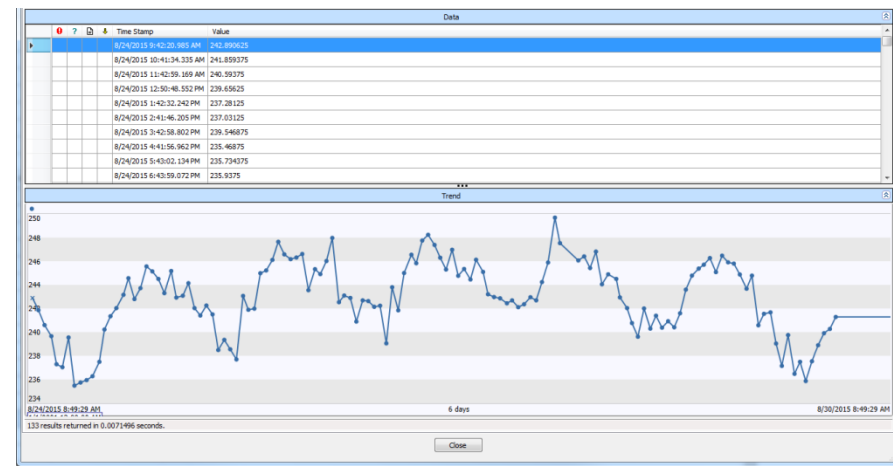 Data
Time Stamp Value
8/24/2015 9:42:20.985 AM 242.890625
8/24/2015 10:41:34.335 AM 241.859375
8/24/2015 11:42:59.169 AM 240.59375
8/24/2015 12:50:48.552 PM 239.65625
8/24/2015 1:42:32.242 PM 237.28125
8/24/2015 2:41:46.205 PM 237.03125
8/24/2015 3:42:58.802 PM 239.546875
8/24/2015 4:41:56.962 PM 235.46875
8/24/2015 5:43:02.134 PM 235.734375
8/24/2015 6:43:59.072 PM 235.9375
Trend
250
248
246
244
242
240
238
236
234
8/24/2015 8:49:29 AM 6 days 8/30/2015 8:49:29 AM
133 results returned in 0.0071496 seconds.
Close